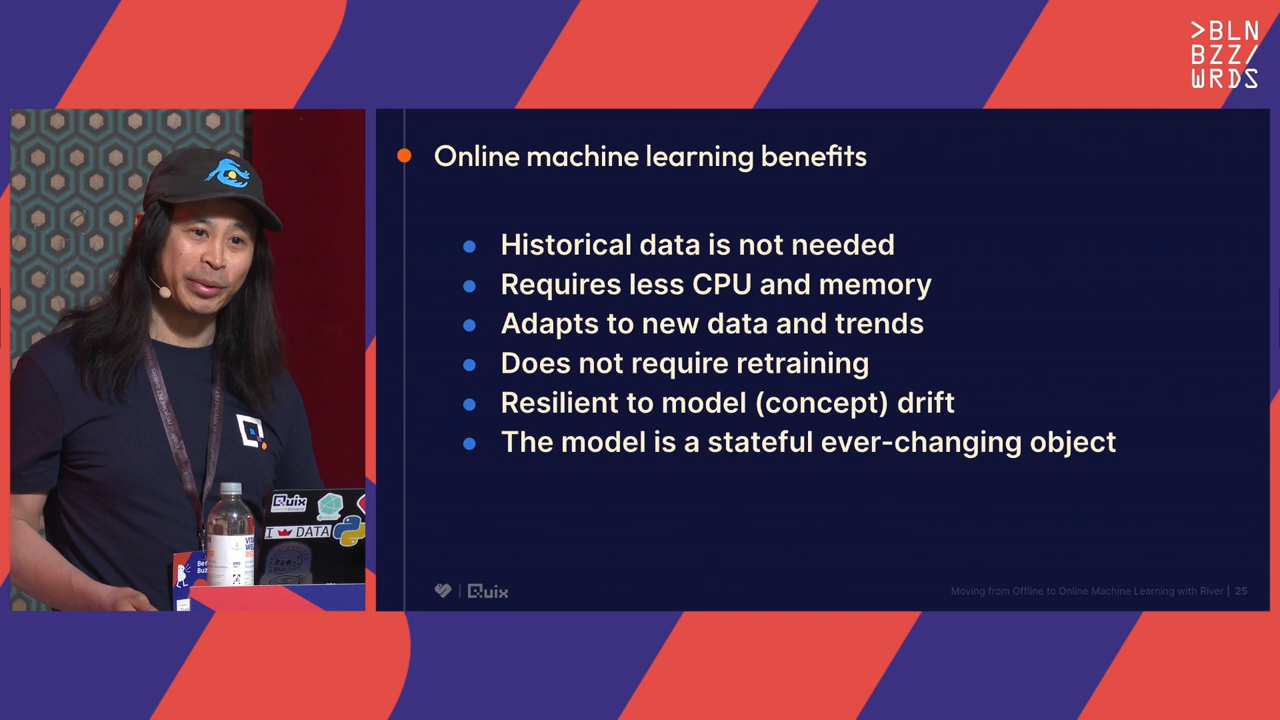 >BLN
BZZ/
WRDS
Online machine learning benefits
Historical data is not needed
Requires less CPU and memory
Adapts to new data and trends
Does not require retraining
Resilient to model (concept) drift
The model is a stateful ever-changing object
Quix
Moving from Offline to Online Machine Learning with River | 25
Quix
I DATA